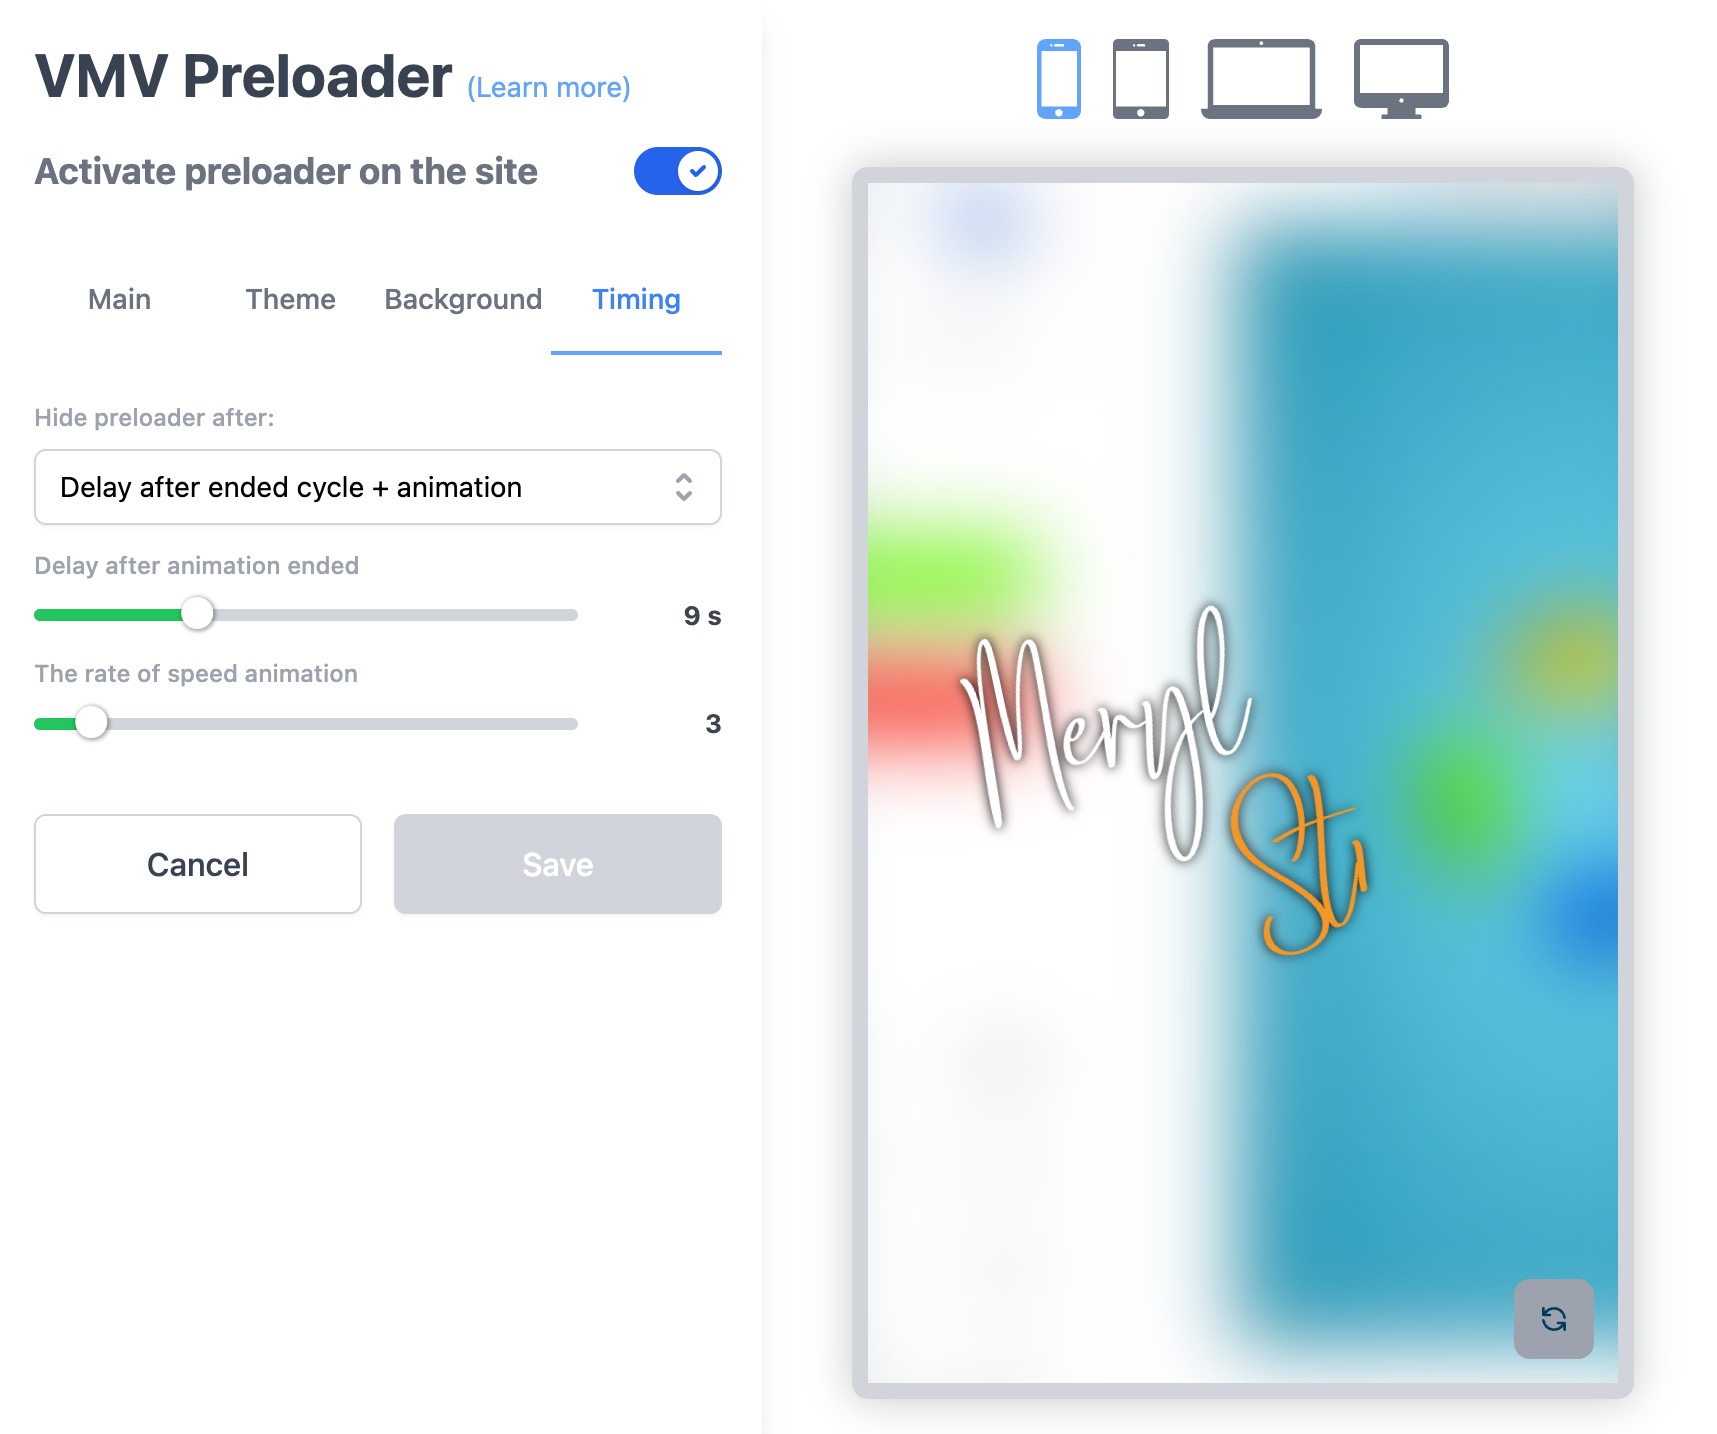 VMV Preloader (Learn more)
Activate preloader on the site
Main Theme Background Timing
Hide preloader after:
Delay after ended cycle + animation
Delay after animation ended
9 s
The rate of speed animation
3
Cancel Save
Meryl
Str